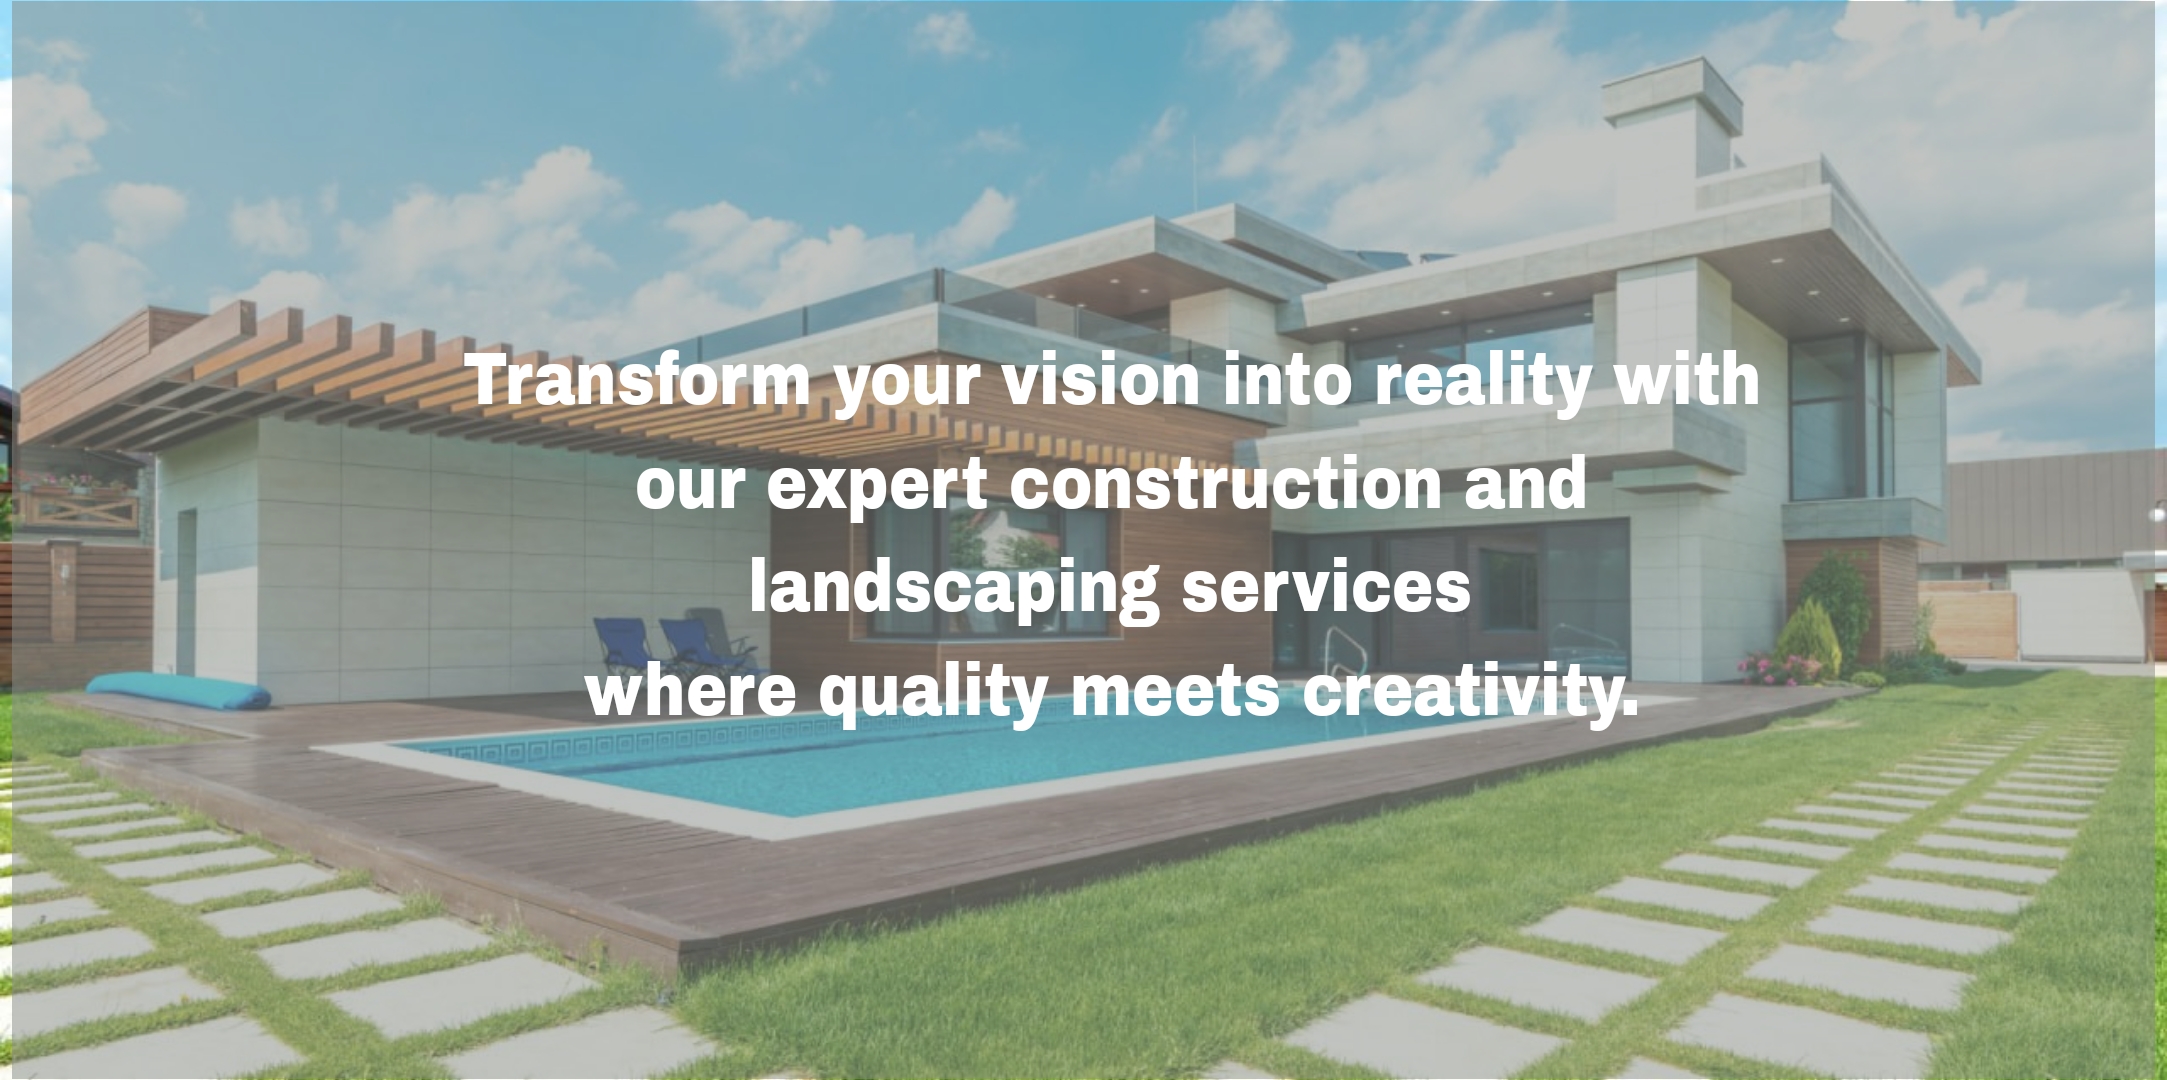 Transform your vision into reality with
our expert construction and
landscaping services
where quality meets creativity.